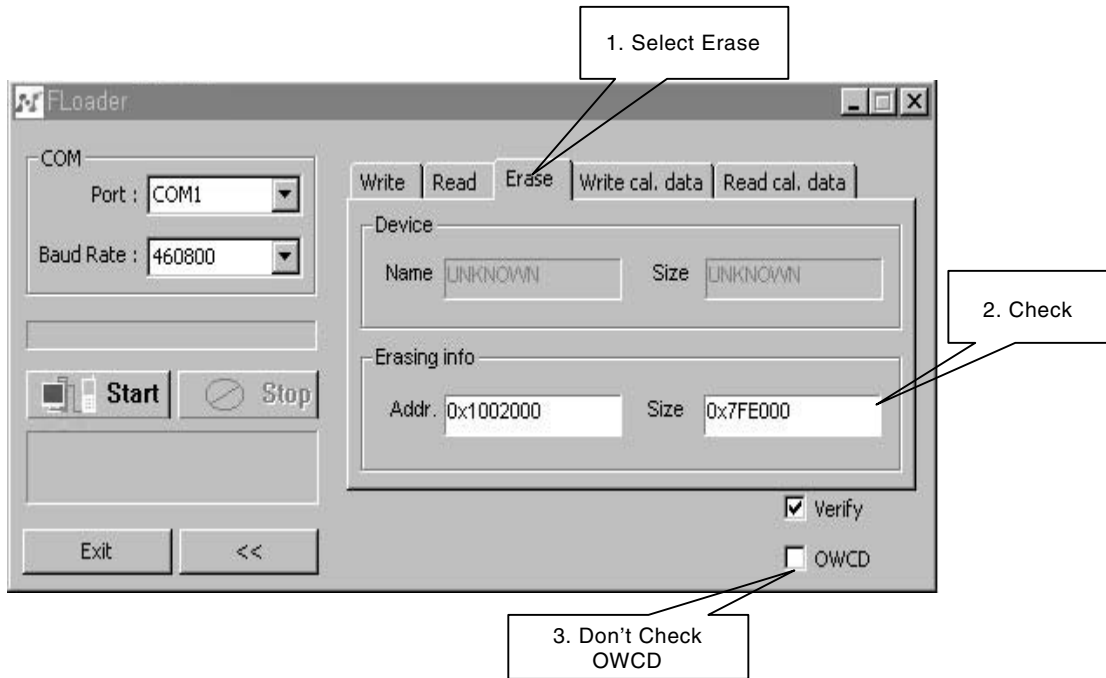 1. Select Erase
FLoader
COM
Port : COM1
Baud Rate : 460800
Start Stop
Exit <<
Write Read Erase Write cal. data Read cal. data
Device
Name UNKNOWN Size UNKNOWN
Erasing info
Addr. 0x1002000 Size 0x7FE000
Verify
OWCD
2. Check
3. Don't Check
OWCD